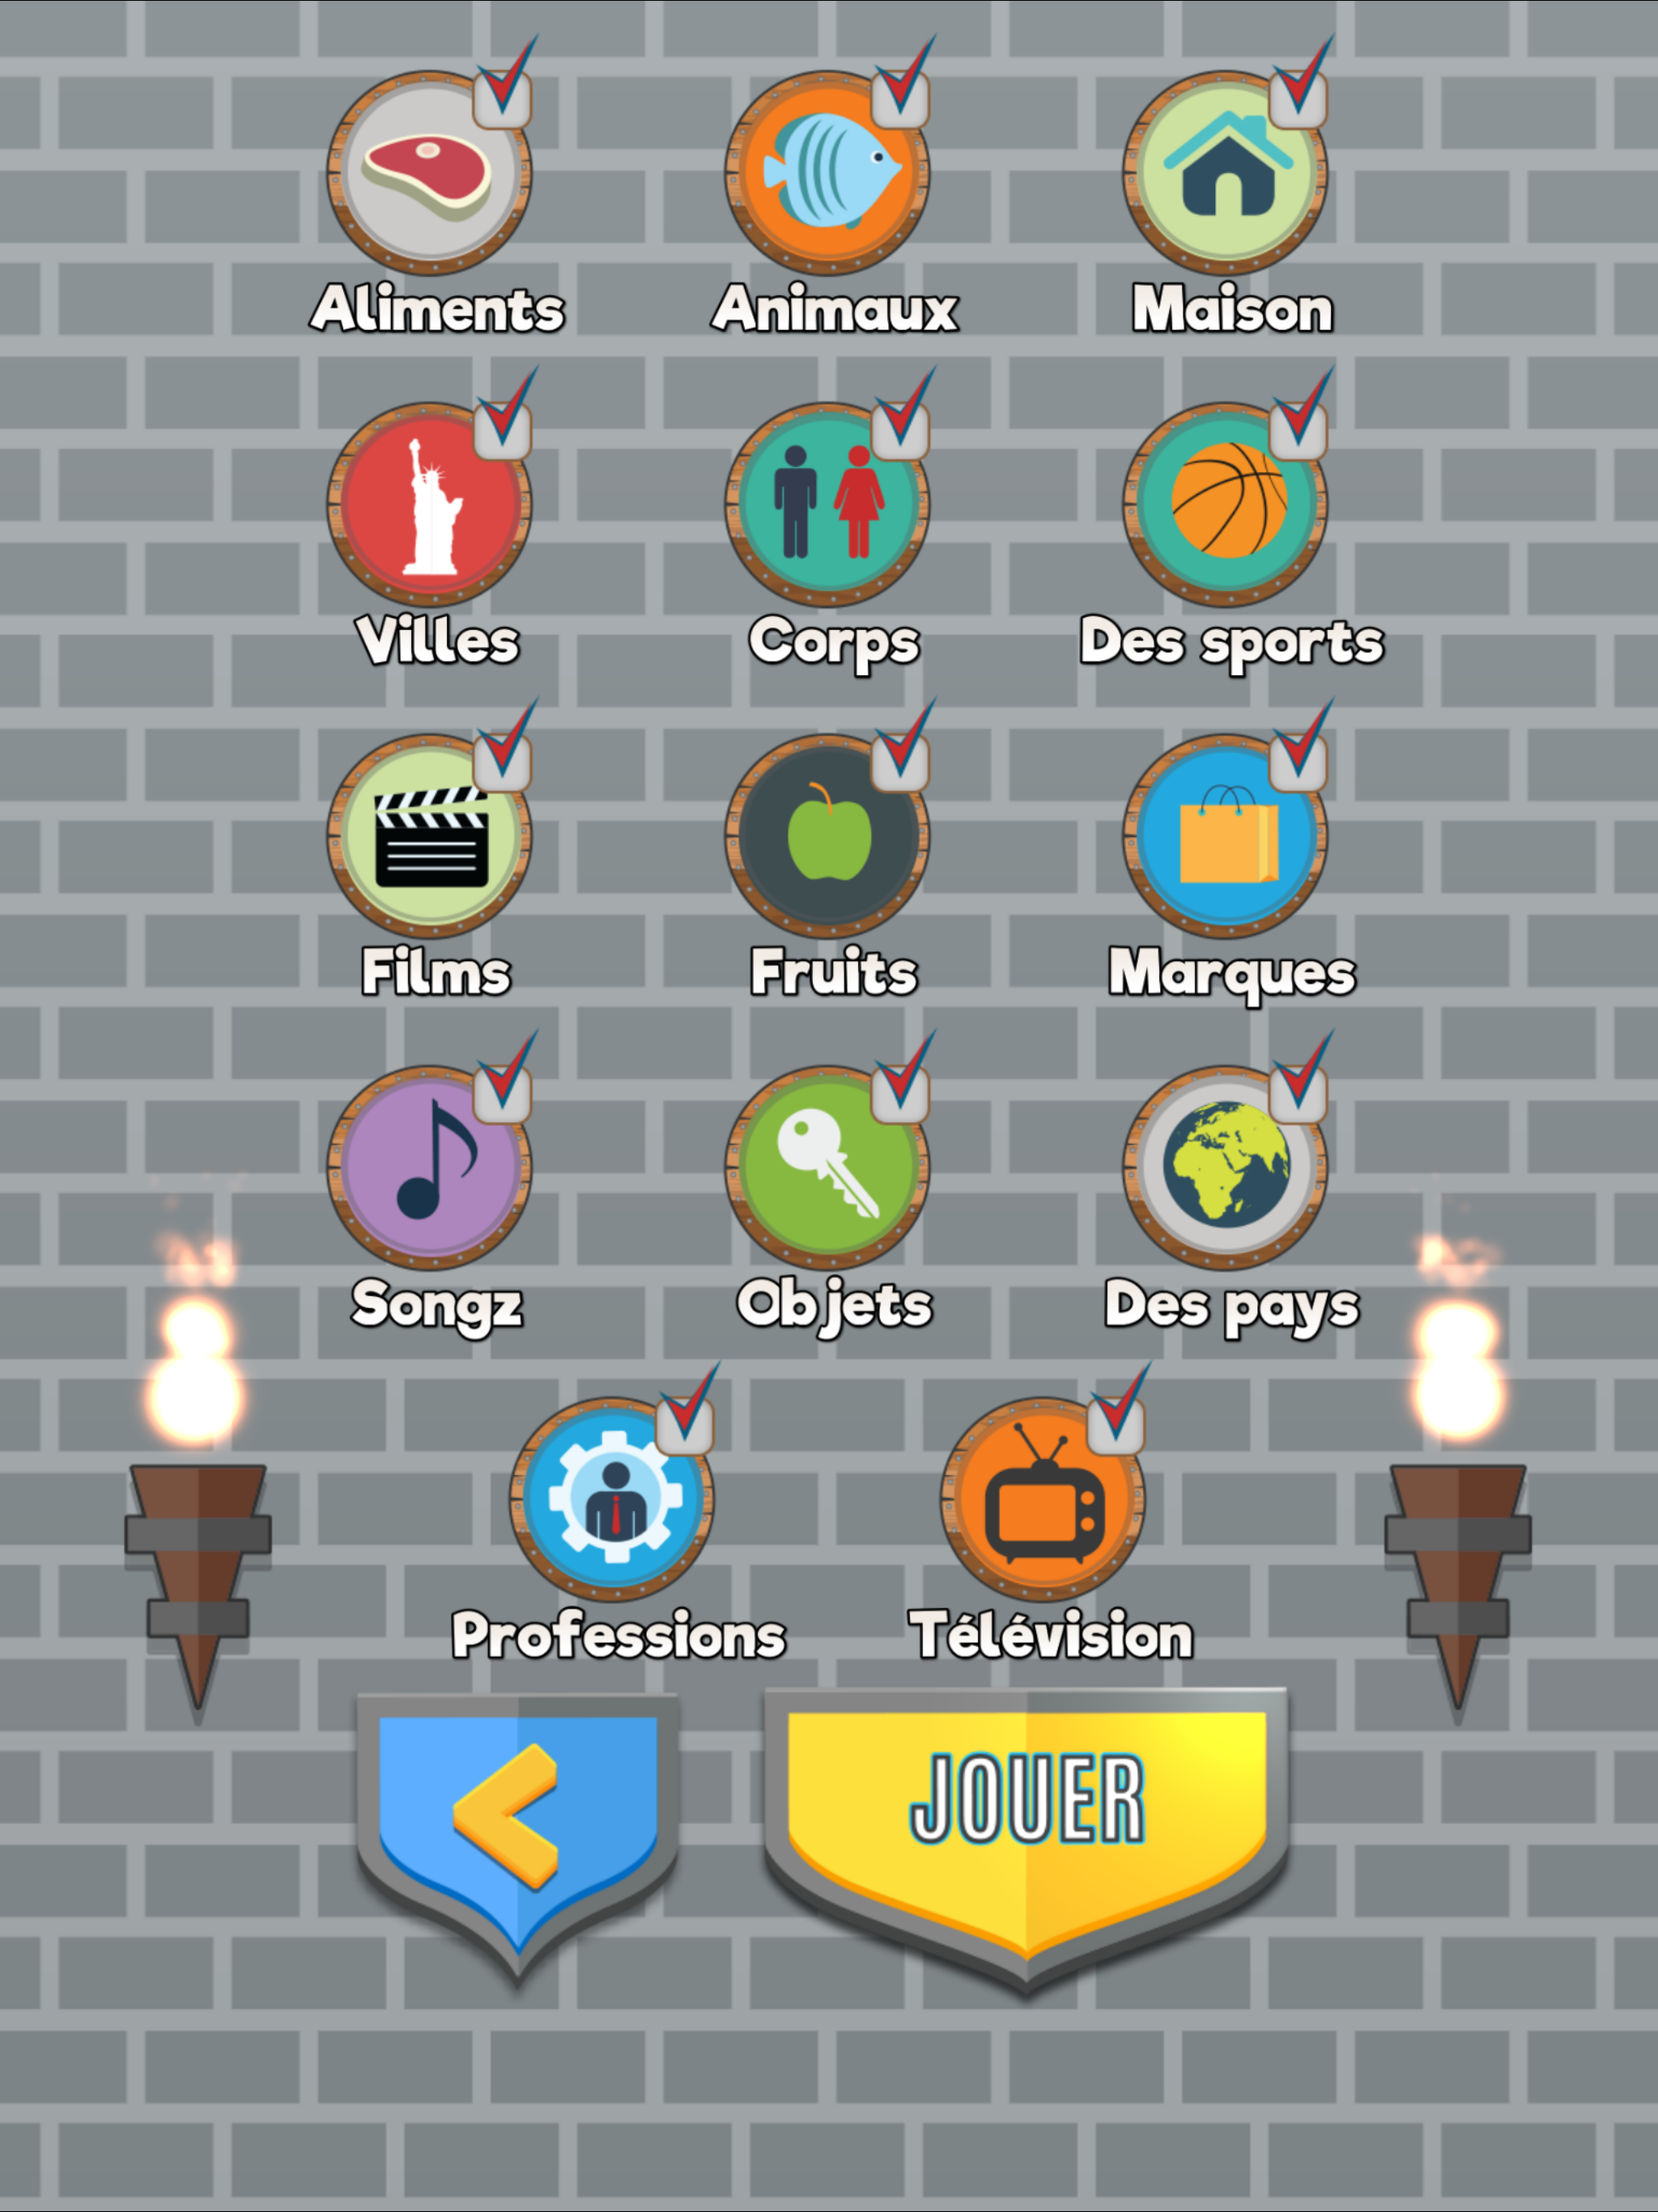 Aliments
Animaux
Maison
Villes
Corps
Des sports
Films
Fruits
Marques
Songz
Objets
Des pays
Professions
Télévision
JOUER